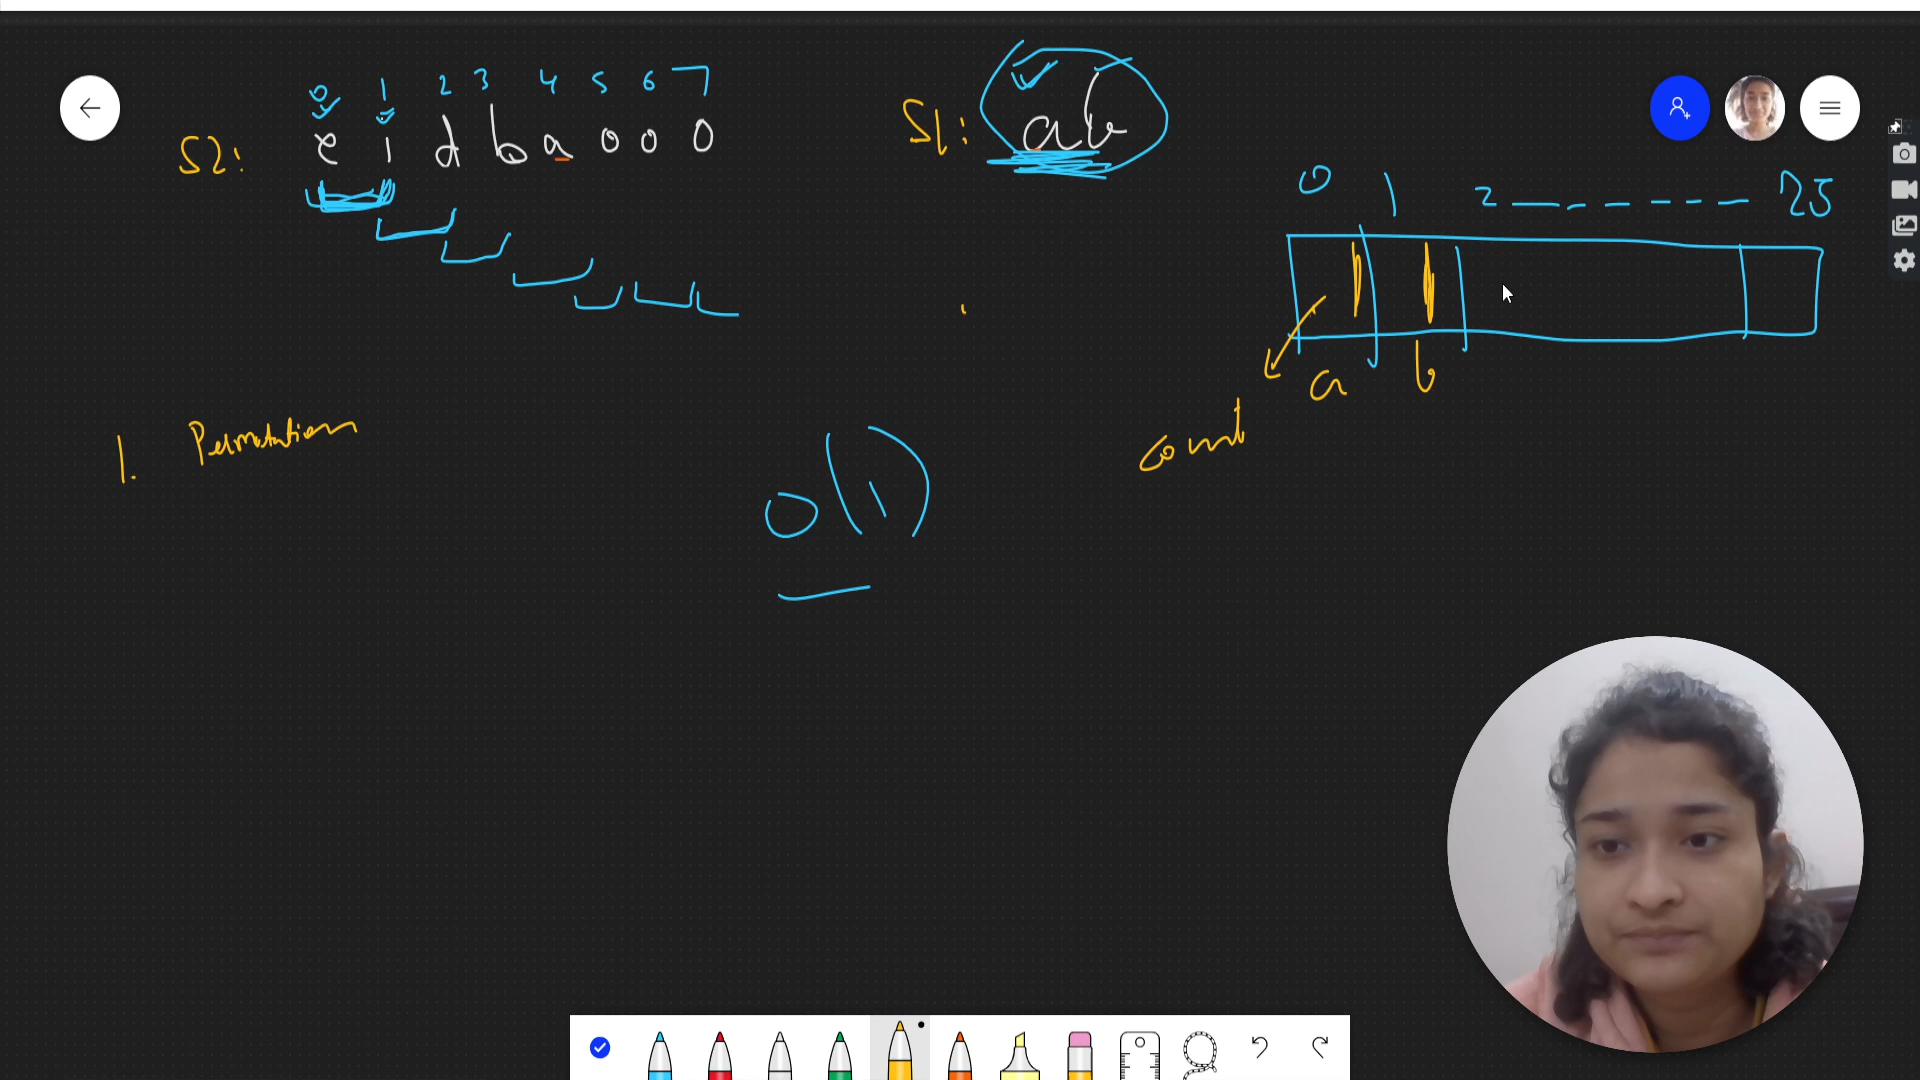 0 1 2 3 4 5 6 7
S2: e i d b a o o o
S1: ab
0 1 2 — - - - - - 25
a b
count
1. Permutation
O(1)